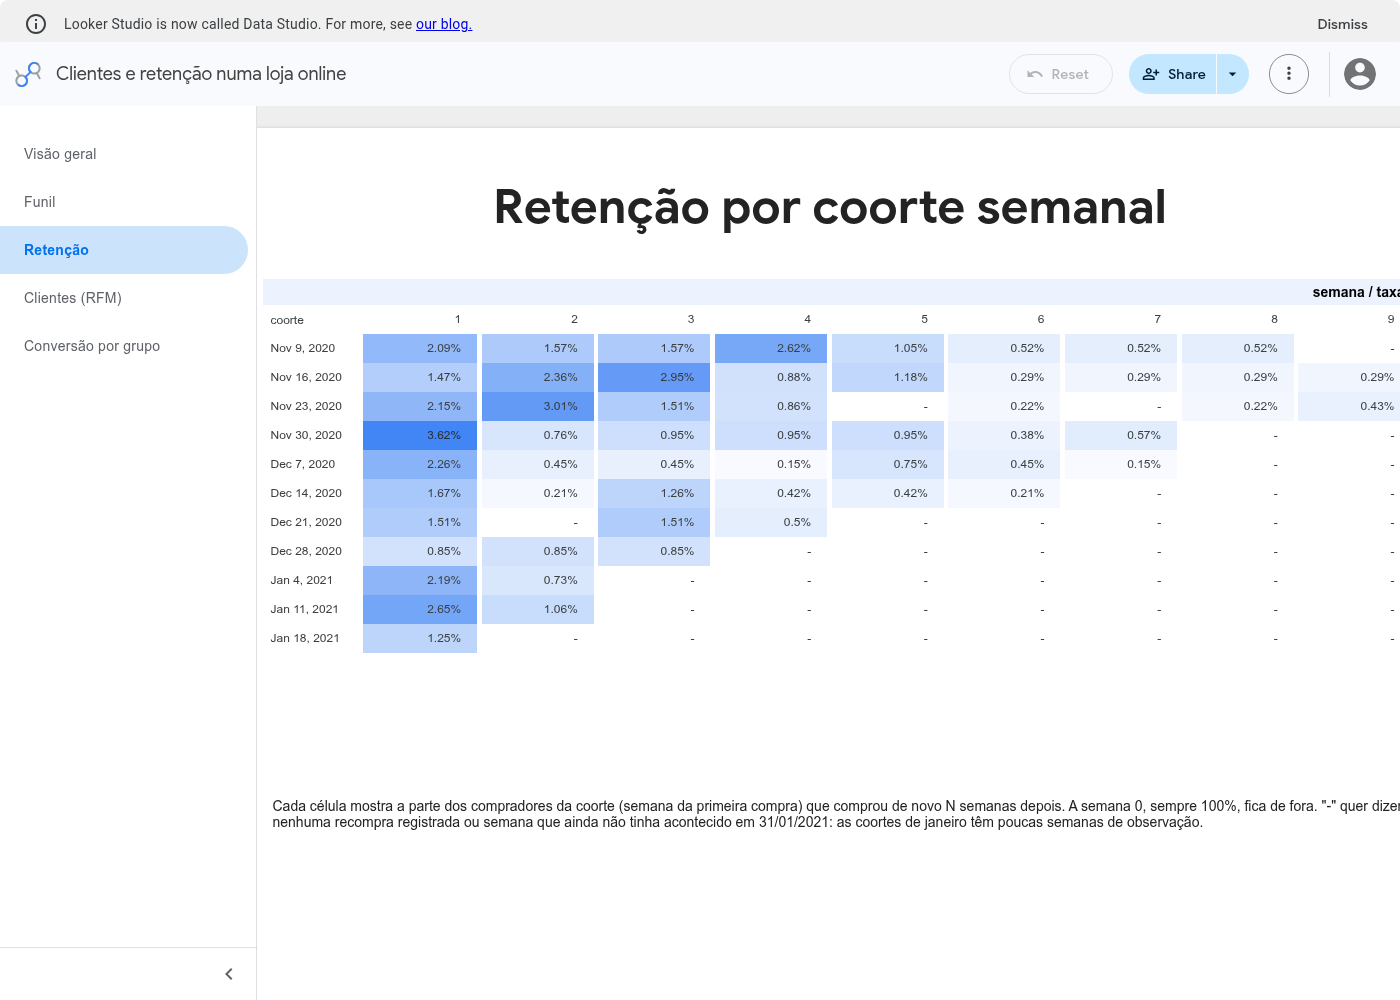 Looker Studio is now called Data Studio. For more, see our blog.
Dismiss
Clientes e retenção numa loja online
Reset
Share
Visão geral
Funil
Retenção
Clientes (RFM)
Conversão por grupo
Retenção por coorte semanal
semana / taxa
coorte 1 2 3 4 5 6 7 8 9
Nov 9, 2020 2.09% 1.57% 1.57% 2.62% 1.05% 0.52% 0.52% 0.52% -
Nov 16, 2020 1.47% 2.36% 2.95% 0.88% 1.18% 0.29% 0.29% 0.29% 0.29%
Nov 23, 2020 2.15% 3.01% 1.51% 0.86% - 0.22% - 0.22% 0.43%
Nov 30, 2020 3.62% 0.76% 0.95% 0.95% 0.95% 0.38% 0.57% - -
Dec 7, 2020 2.26% 0.45% 0.45% 0.15% 0.75% 0.45% 0.15% - -
Dec 14, 2020 1.67% 0.21% 1.26% 0.42% 0.42% 0.21% - - -
Dec 21, 2020 1.51% - 1.51% 0.5% - - - - -
Dec 28, 2020 0.85% 0.85% 0.85% - - - - - -
Jan 4, 2021 2.19% 0.73% - - - - - - -
Jan 11, 2021 2.65% 1.06% - - - - - - -
Jan 18, 2021 1.25% - - - - - - - -
Cada célula mostra a parte dos compradores da coorte (semana da primeira compra) que comprou de novo N semanas depois. A semana 0, sempre 100%, fica de fora. "-" quer dizer
nenhuma recompra registrada ou semana que ainda não tinha acontecido em 31/01/2021: as coortes de janeiro têm poucas semanas de observação.